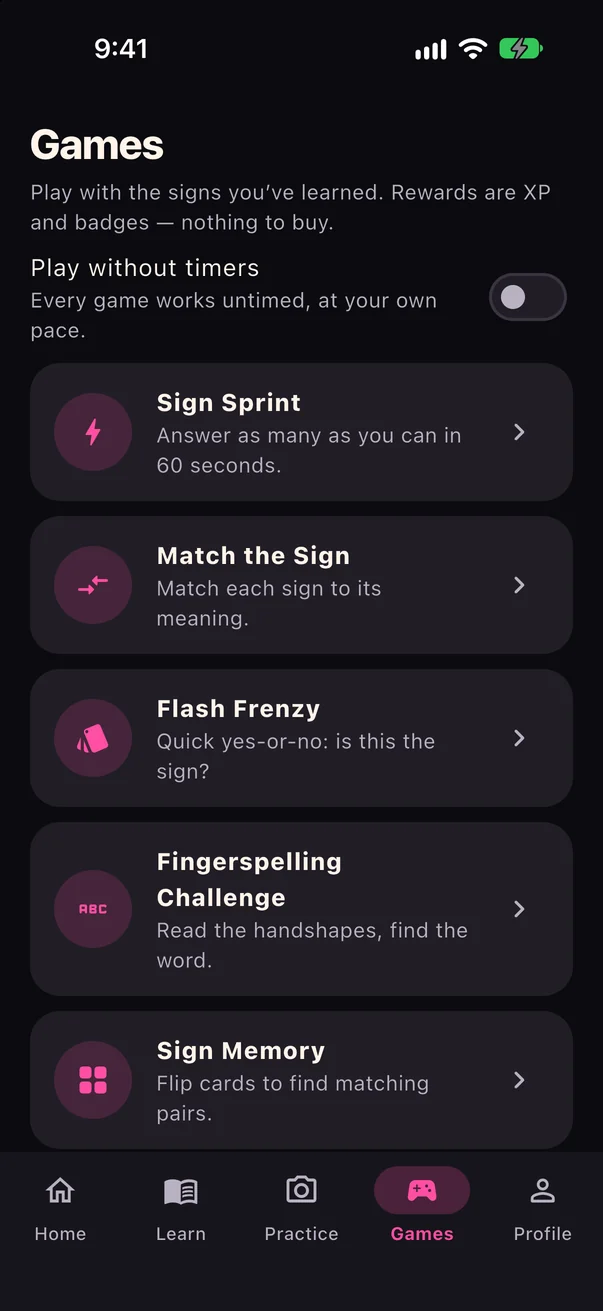 9:41
Games
Play with the signs you’ve learned. Rewards are XP
and badges — nothing to buy.
Play without timers
Every game works untimed, at your own
pace.
Sign Sprint
Answer as many as you can in
60 seconds.
Match the Sign
Match each sign to its
meaning.
Flash Frenzy
Quick yes-or-no: is this the
sign?
ABC
Fingerspelling
Challenge
Read the handshapes, find the
word.
Sign Memory
Flip cards to find matching
pairs.
Home
Learn
Practice
Games
Profile